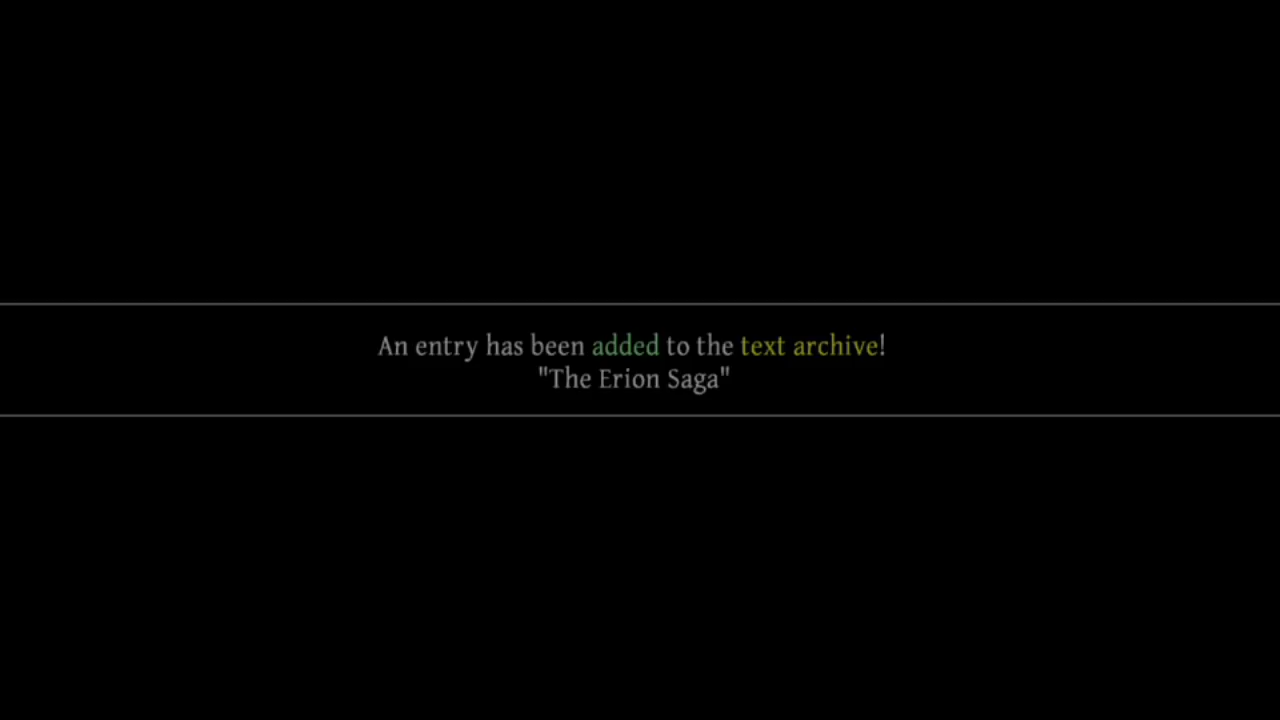 An entry has been added to the text archive!
"The Erion Saga"